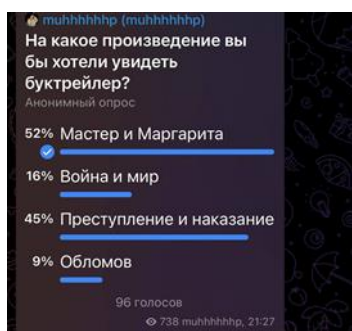 muhhhhhhp (muhhhhhhp)
На какое произведение вы
бы хотели увидеть
буктрейлер?
Анонимный опрос
52% Мастер и Маргарита
16% Война и мир
45% Преступление и наказание
9% Обломов
96 голосов
738 muhhhhhhp, 21:27